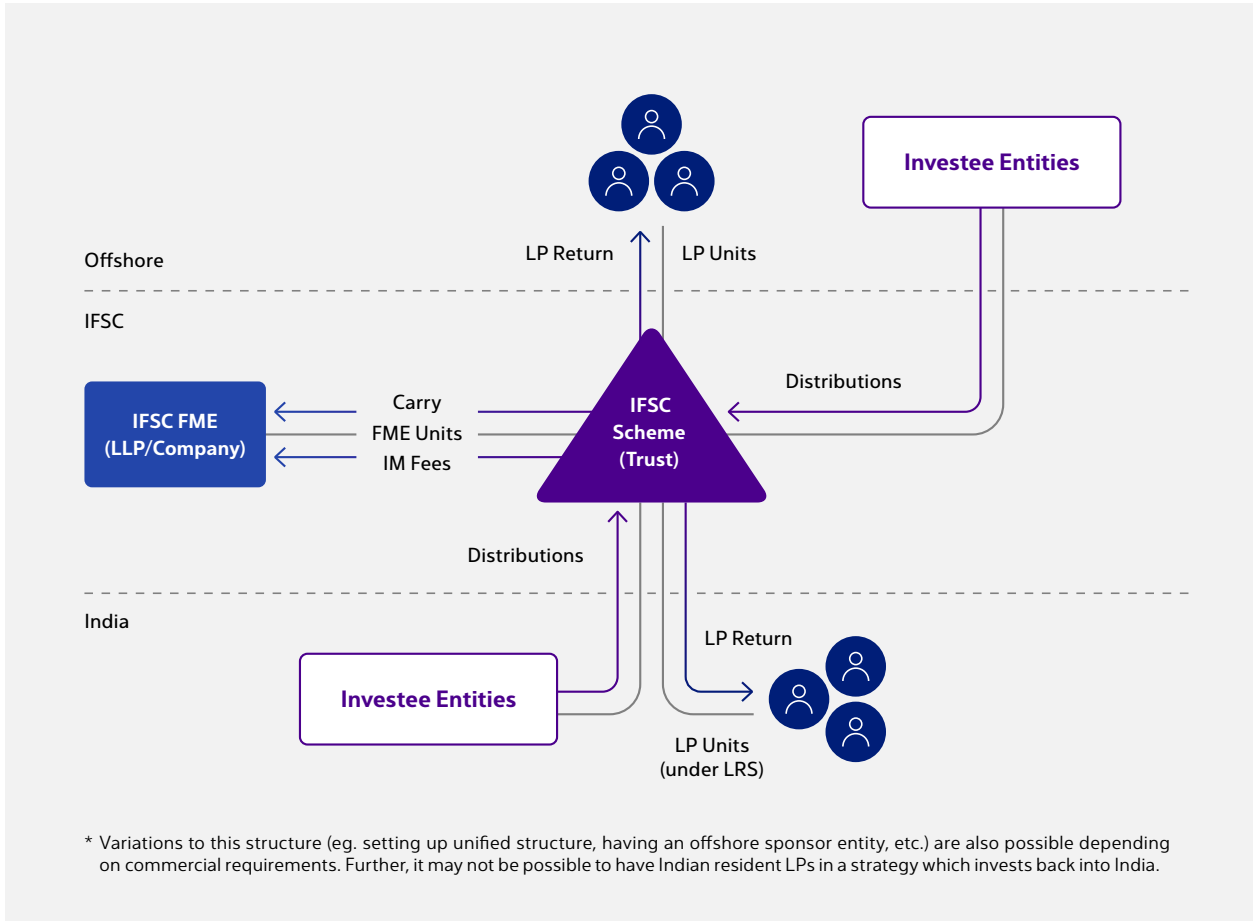 Investee Entities
LP Return
LP Units
Offshore
IFSC
Distributions
IFSC FME
(LLP/Company)
Carry
FME Units
IM Fees
IFSC
Scheme
(Trust)
Distributions
India
LP Return
Investee Entities
LP Units
(under LRS)
* Variations to this structure (eg. setting up unified structure, having an offshore sponsor entity, etc.) are also possible depending
on commercial requirements. Further, it may not be possible to have Indian resident LPs in a strategy which invests back into India.